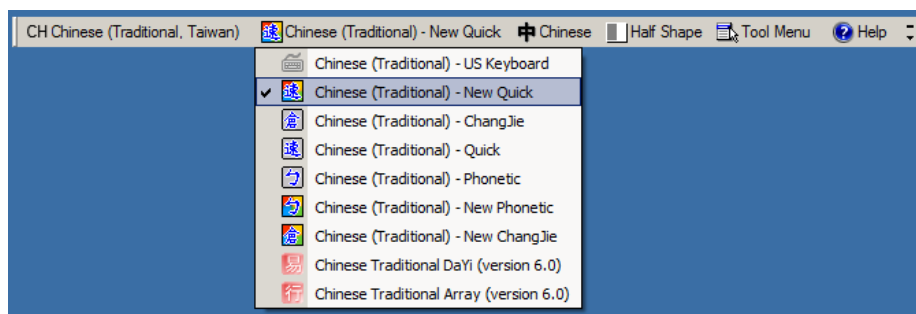 CH Chinese (Traditional, Taiwan) 速 Chinese (Traditional) - New Quick 中 Chinese Half Shape Tool Menu ? Help
Chinese (Traditional) - US Keyboard
速 Chinese (Traditional) - New Quick
倉 Chinese (Traditional) - ChangJie
速 Chinese (Traditional) - Quick
ㄅ Chinese (Traditional) - Phonetic
ㄅ Chinese (Traditional) - New Phonetic
倉 Chinese (Traditional) - New ChangJie
易 Chinese Traditional DaYi (version 6.0)
行 Chinese Traditional Array (version 6.0)